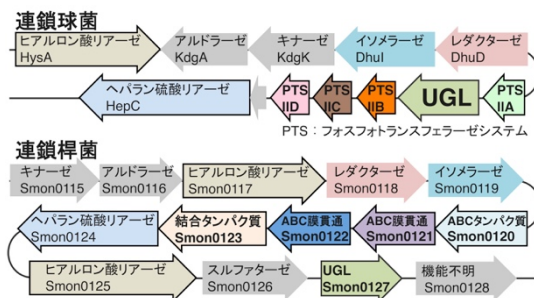 連鎖球菌
ヒアルロン酸リアーゼ
HysA
アルドラーゼ
KdgA
キナーゼ
KdgK
イソメラーゼ
DhuI
レダクターゼ
DhuD
ヘパラン硫酸リアーゼ
HepC
PTS
IID
PTS
IIC
PTS
IIB
UGL
PTS
IIA
PTS：フォスフォトランスフェラーゼシステム
連鎖桿菌
キナーゼ
Smon0115
アルドラーゼ
Smon0116
ヒアルロン酸リアーゼ
Smon0117
レダクターゼ
Smon0118
イソメラーゼ
Smon0119
ヘパラン硫酸リアーゼ
Smon0124
結合タンパク質
Smon0123
ABC膜貫通
Smon0122
ABC膜貫通
Smon0121
ABCタンパク質
Smon0120
ヒアルロン酸リアーゼ
Smon0125
スルファターゼ
Smon0126
UGL
Smon0127
機能不明
Smon0128